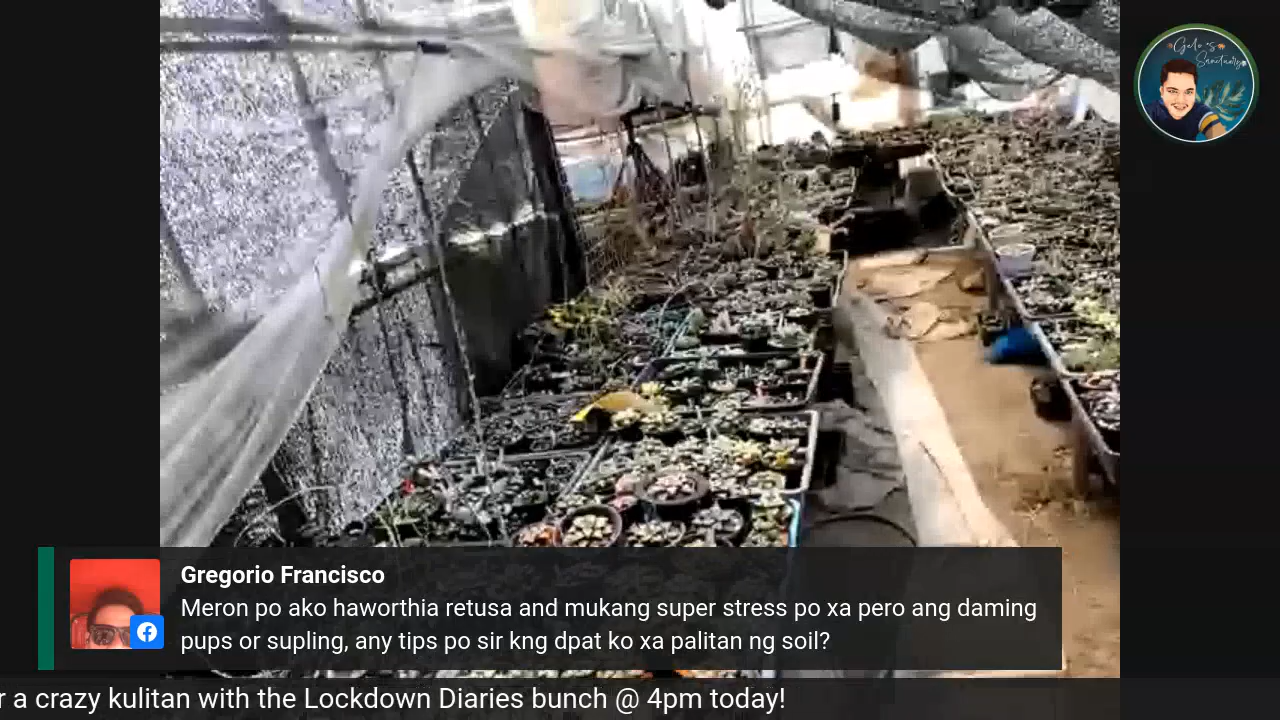 Gelo's
Sanctuary
Gregorio Francisco
Meron po ako haworthia retusa and mukang super stress po xa pero ang daming
pups or supling, any tips po sir kng dpat ko xa palitan ng soil?
r a crazy kulitan with the Lockdown Diaries bunch @ 4pm today!